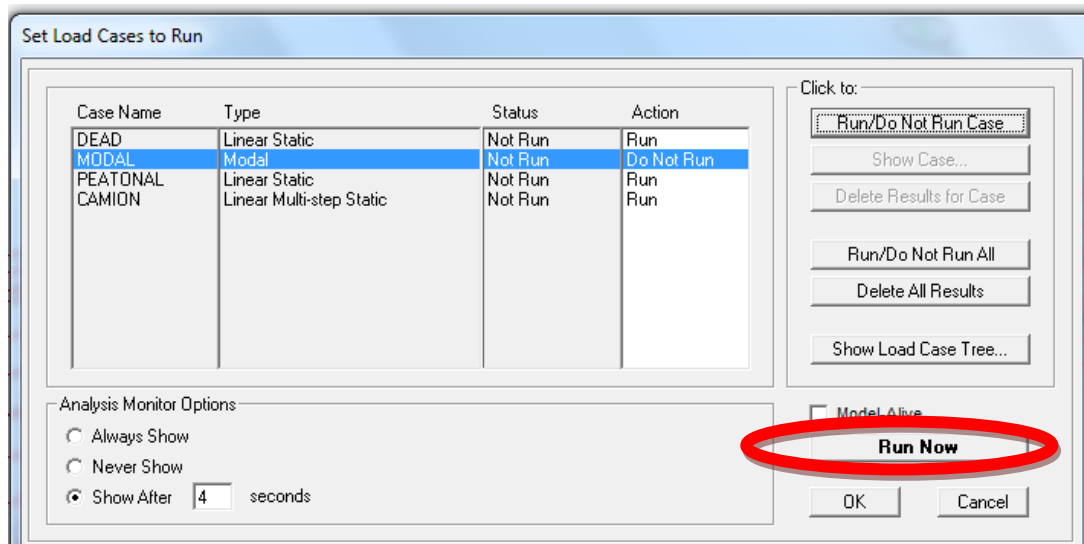 Set Load Cases to Run
Click to:
Case Name Type Status Action
DEAD Linear Static Not Run Run
MODAL Modal Not Run Do Not Run
PEATONAL Linear Static Not Run Run
CAMION Linear Multi-step Static Not Run Run
Run/Do Not Run Case
Show Case...
Delete Results for Case
Run/Do Not Run All
Delete All Results
Show Load Case Tree...
Analysis Monitor Options
Always Show
Never Show
Show After 4 seconds
Model-Alive
Run Now
OK Cancel